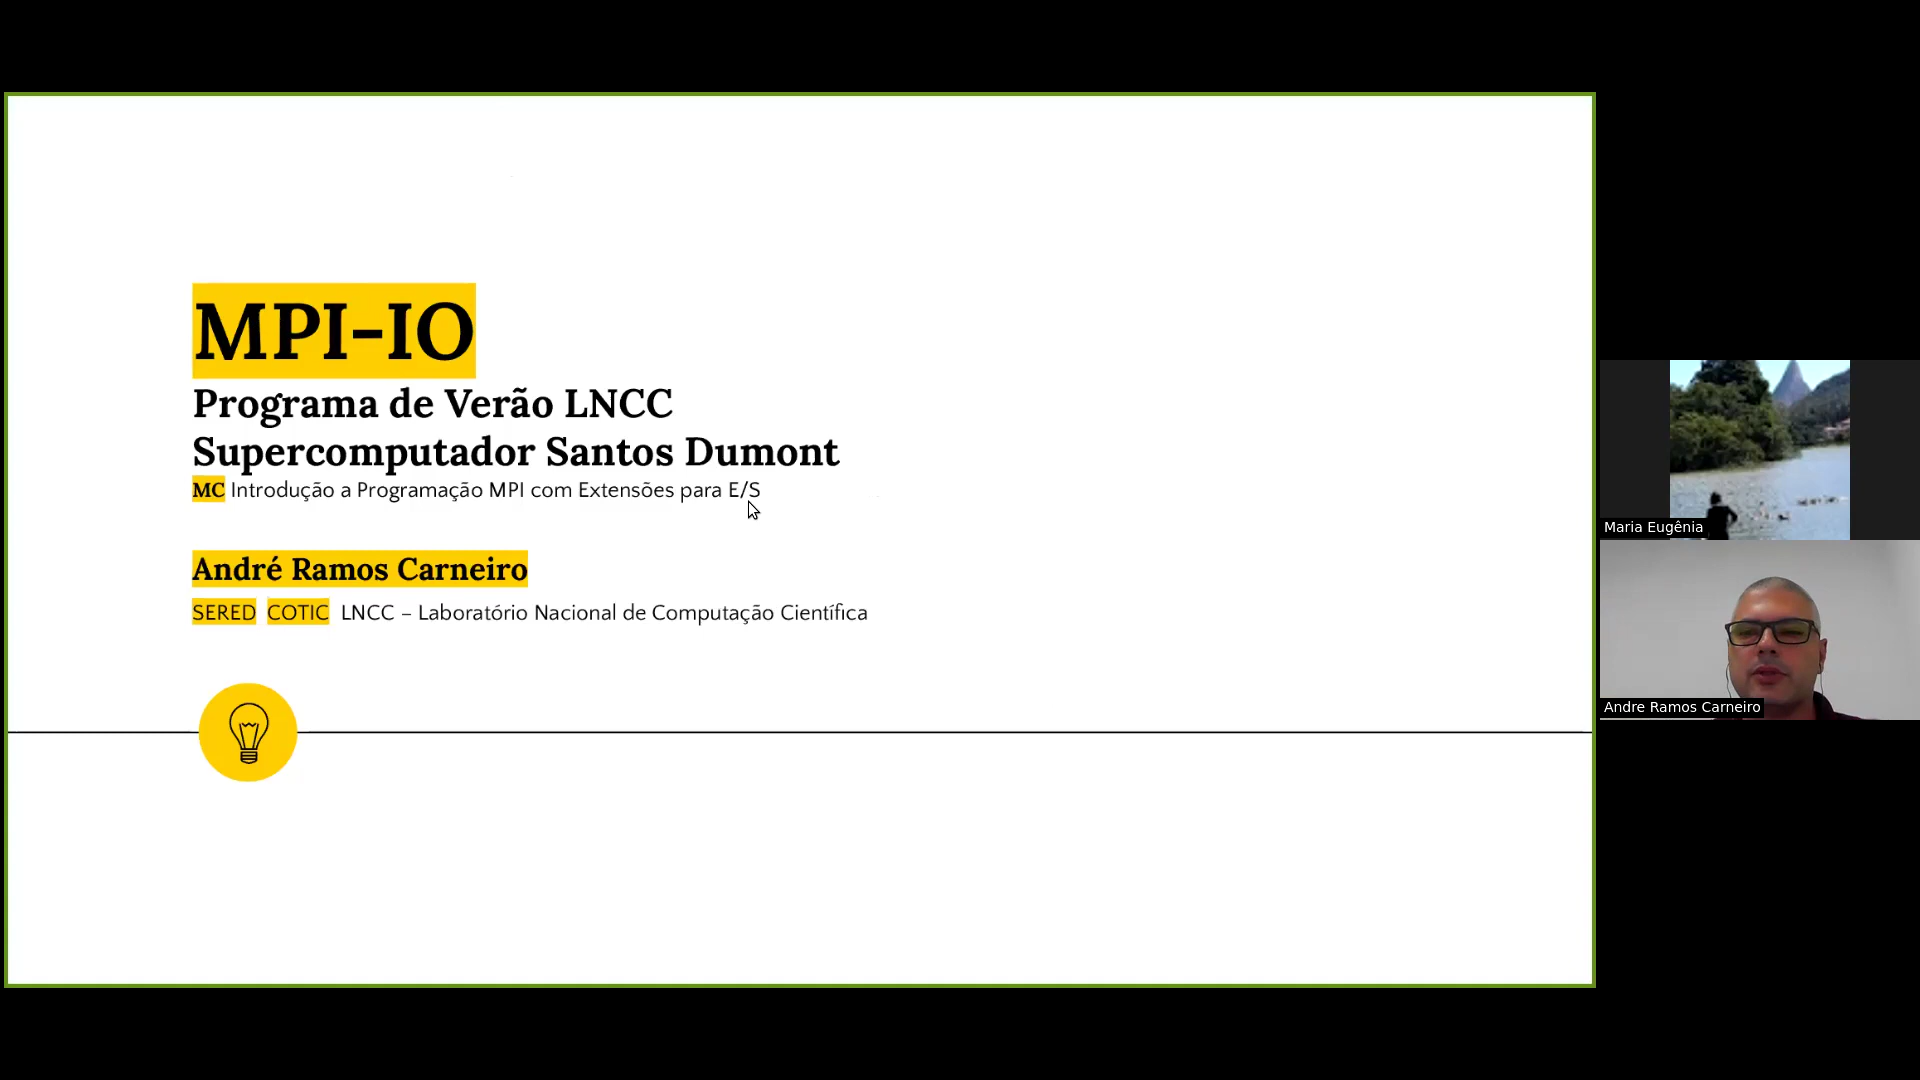 MPI-IO
Programa de Verão LNCC
Supercomputador Santos Dumont
MC Introdução a Programação MPI com Extensões para E/S
André Ramos Carneiro
SERED COTIC LNCC – Laboratório Nacional de Computação Científica
Maria Eugênia
Andre Ramos Carneiro